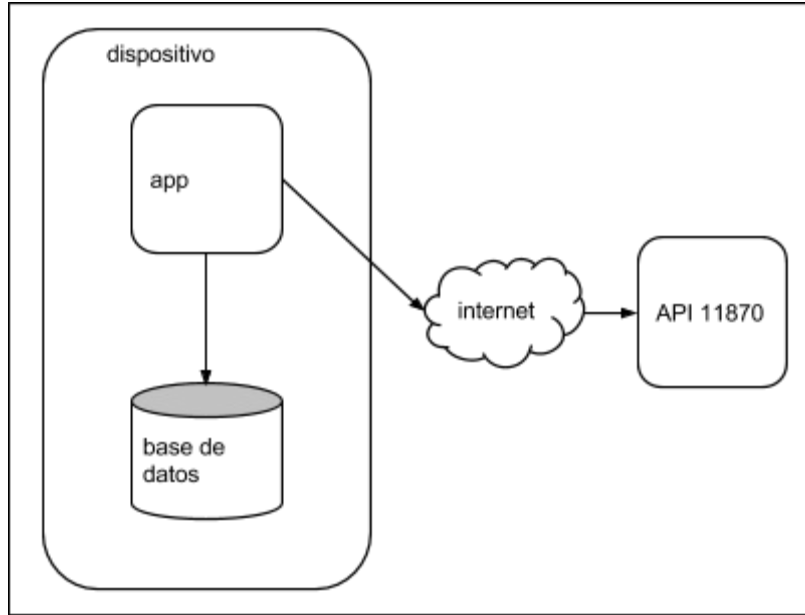 dispositivo
app
internet
API 11870
base de
datos